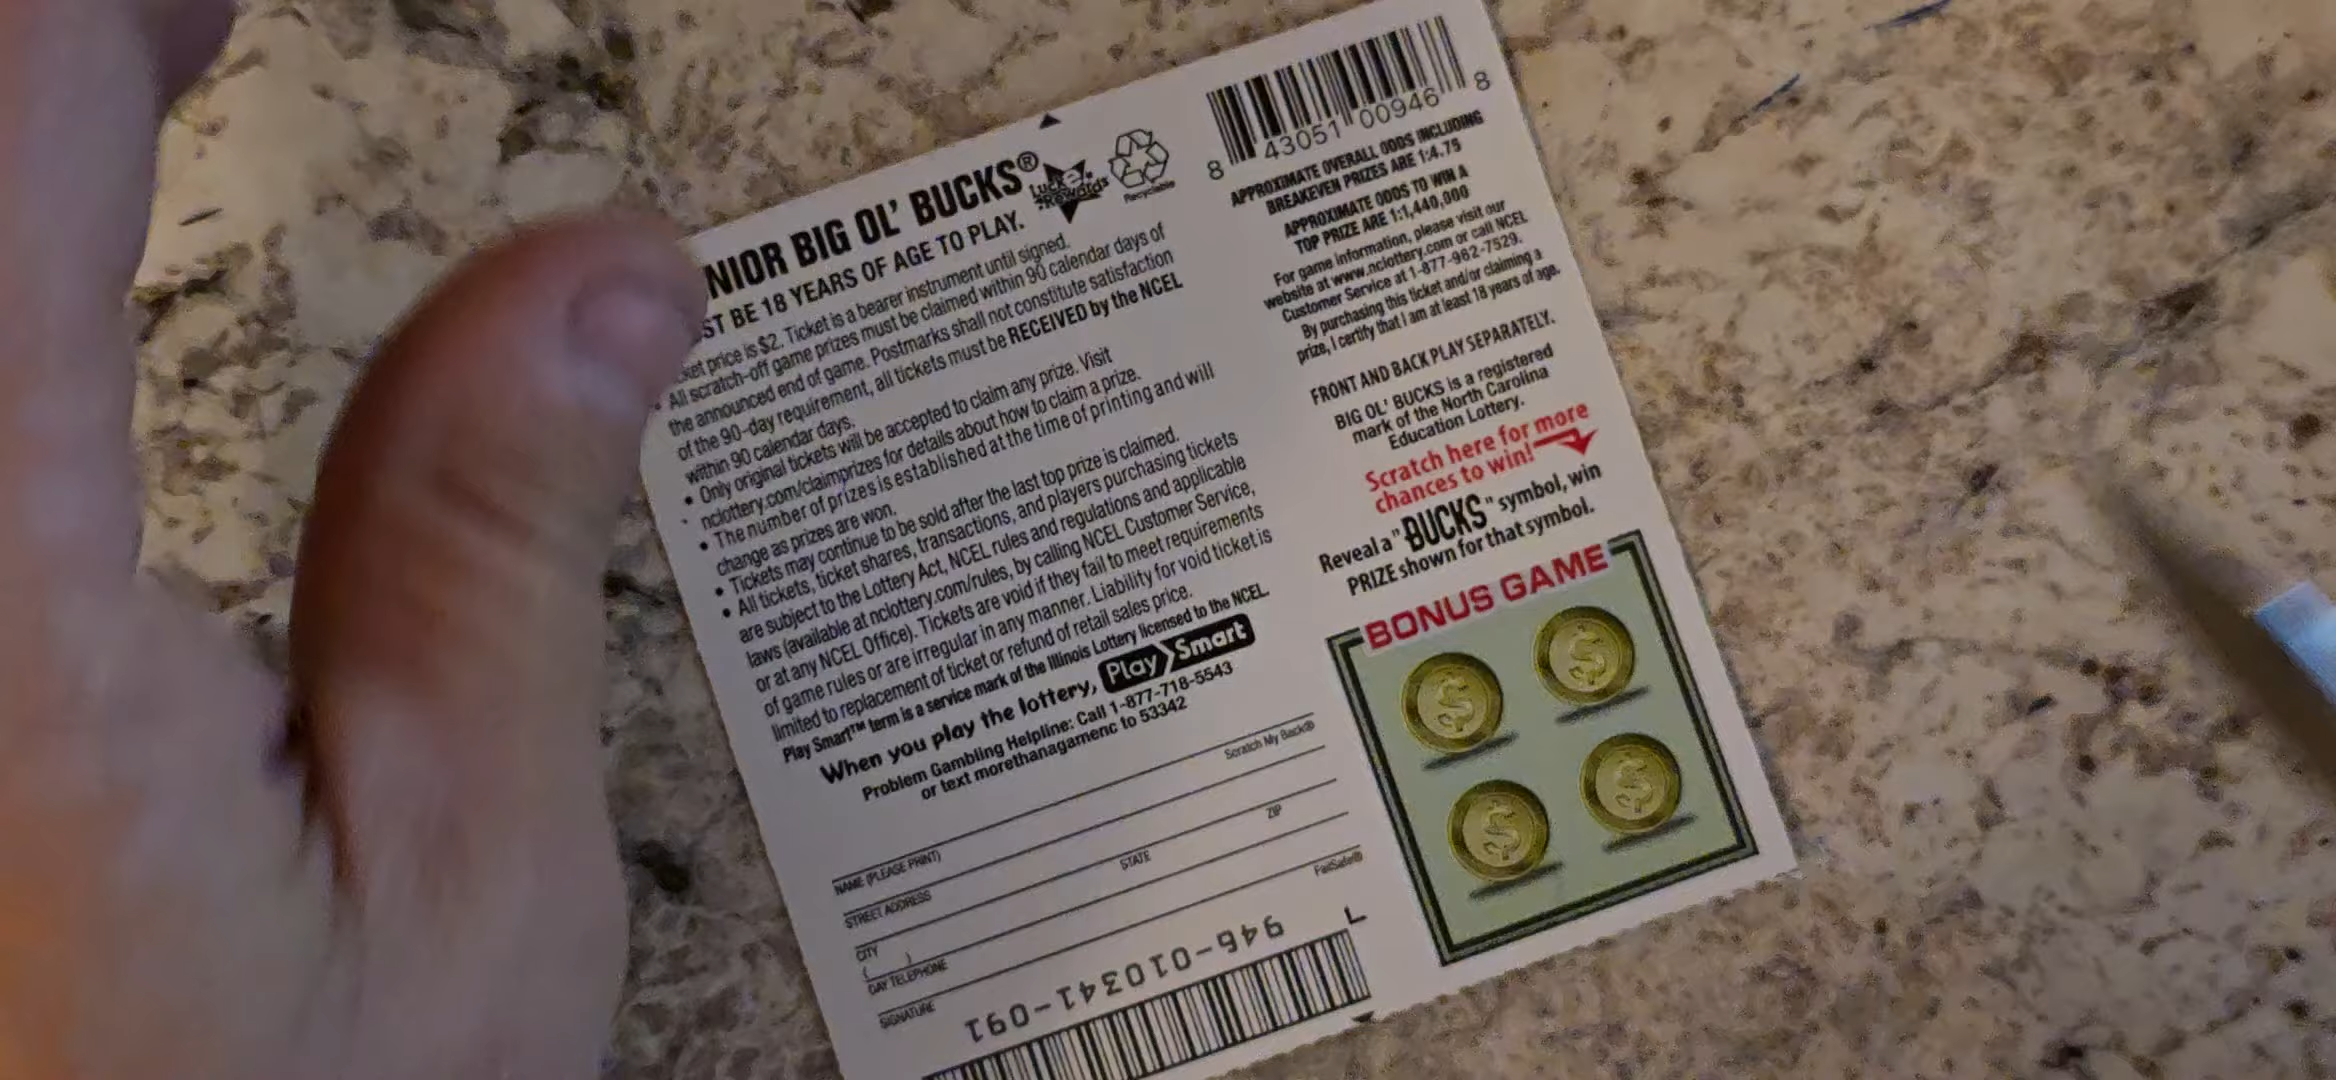 NIOR BIG OL' BUCKS®
Luck-e Rewards
Recyclable
ST BE 18 YEARS OF AGE TO PLAY.
ket price is $2. Ticket is a bearer instrument until signed.
• All scratch-off game prizes must be claimed within 90 calendar days of
the announced end of game. Postmarks shall not constitute satisfaction
of the 90-day requirement, all tickets must be RECEIVED by the NCEL
within 90 calendar days.
• Only original tickets will be accepted to claim any prize. Visit
nclottery.com/claimprizes for details about how to claim a prize.
• The number of prizes is established at the time of printing and will
change as prizes are won.
• Tickets may continue to be sold after the last top prize is claimed.
• All tickets, ticket shares, transactions, and players purchasing tickets
are subject to the Lottery Act, NCEL rules and regulations and applicable
laws (available at nclottery.com/rules, by calling NCEL Customer Service,
or at any NCEL Office). Tickets are void if they fail to meet requirements
of game rules or are irregular in any manner. Liability for void ticket is
limited to replacement of ticket or refund of retail sales price.
Play Smart™ term is a service mark of the Illinois Lottery licensed to the NCEL.
When you play the lottery, Play Smart
Problem Gambling Helpline: Call 1-877-718-5543
or text morethanagamenc to 53342
Scratch My Back®
NAME (PLEASE PRINT)
STREET ADDRESS
CITY STATE ZIP
( )
DAY TELEPHONE
FailSafe®
SIGNATURE
946-010341-091
L
8 43051 00946 8
APPROXIMATE OVERALL ODDS INCLUDING
BREAKEVEN PRIZES ARE 1:4.75
APPROXIMATE ODDS TO WIN A
TOP PRIZE ARE 1:1,440,000
For game information, please visit our
website at www.nclottery.com or call NCEL
Customer Service at 1-877-962-7529.
By purchasing this ticket and/or claiming a
prize, I certify that I am at least 18 years of age.
FRONT AND BACK PLAY SEPARATELY.
BIG OL' BUCKS is a registered
mark of the North Carolina
Education Lottery.
Scratch here for more
chances to win!
Reveal a "BUCKS" symbol, win
PRIZE shown for that symbol.
BONUS GAME
$
$
$
$